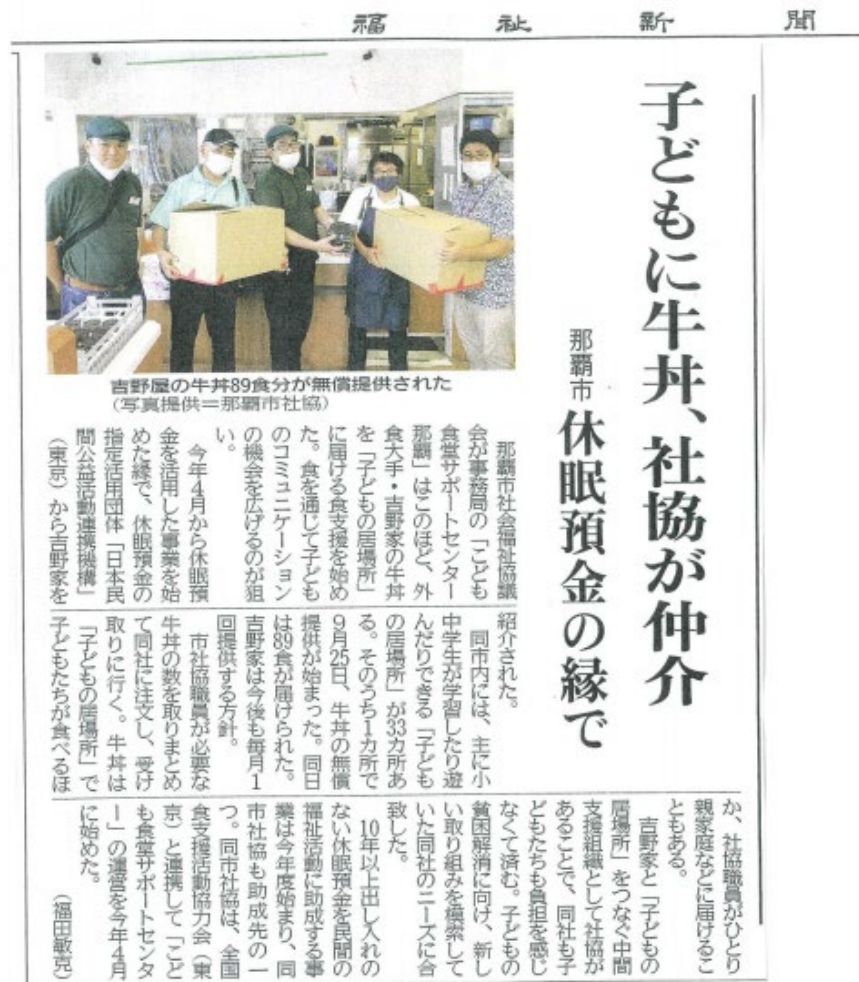 福祉新聞
子どもに牛丼、社協が仲介
那覇市 休眠預金の縁で
吉野屋の牛丼89食分が無償提供された
（写真提供＝那覇市社協）
那覇市社会福祉協議
会が事務局の「こども
食堂サポートセンター
那覇」はこのほど、外
食大手・吉野家の牛丼
を「子どもの居場所」
に届ける食支援を始め
た。食を通じて子ども
のコミュニケーション
の機会を広げるのが狙
い。
今年4月から休眠預
金を活用した事業を始
めた縁で、休眠預金の
指定活用団体「日本民
間公益活動連携機構」
（東京）から吉野家を
紹介された。
同市内には、主に小
中学生が学習したり遊
んだりできる「子ども
の居場所」が33カ所あ
る。そのうち1カ所で
9月25日、牛丼の無償
提供が始まった。同日
は89食が届けられた。
吉野家は今後も毎月1
回提供する方針。
市社協職員が必要な
牛丼の数を取りまとめ
て同社に注文し、受け
取りに行く。牛丼は
「子どもの居場所」で
子どもたちが食べるほ
か、社協職員がひとり
親家庭などに届けるこ
ともある。
吉野家と「子どもの
居場所」をつなぐ中間
支援組織として社協が
あることで、同社も子
どもたちも負担を感じ
なくて済む。子どもの
貧困解消に向け、新し
い取り組みを模索して
いた同社のニーズに合
致した。
10年以上出し入れの
ない休眠預金を民間の
福祉活動に助成する事
業は今年度始まり、同
市社協も助成先の一
つ。同市社協は、全国
食支援活動協力会（東
京）と連携して「こど
も食堂サポートセンタ
ー」の運営を今年4月
に始めた。
（福田敏克）